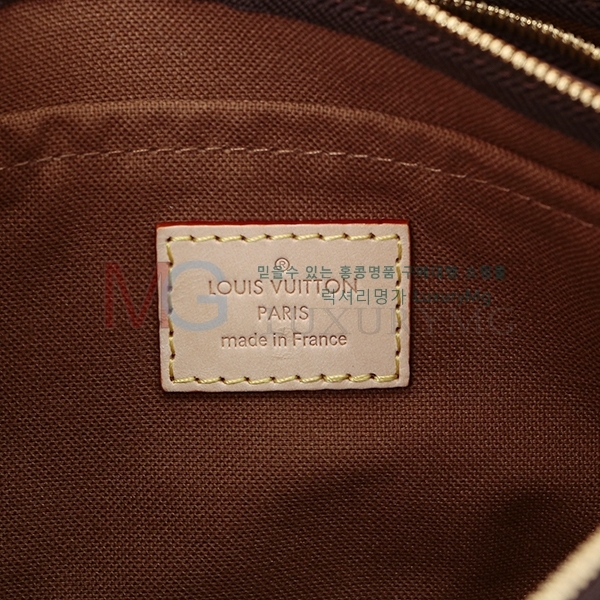 ®
LOUIS VUITTON
PARIS
made in France
MG
믿을수 있는 홍콩명품
럭셔리명가
LUXURYMG